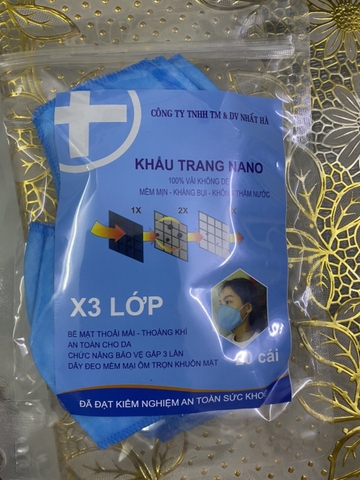 CÔNG TY TNHH TM & DV NHẤT HÀ
KHẨU TRANG NANO
100% VẢI KHÔNG DỆT
MỀM MỊN - KHÁNG BỤI - KHÔNG THẤM NƯỚC
1X 2X
X3 LỚP
BỀ MẶT THOẢI MÁI - THOÁNG KHÍ
AN TOÀN CHO DA
CHỨC NĂNG BẢO VỆ GẤP 3 LẦN
DÂY ĐEO MỀM MẠI ÔM TRỌN KHUÔN MẶT
cái
ĐÃ ĐẠT KIỂM NGHIỆM AN TOÀN SỨC KHOẺ